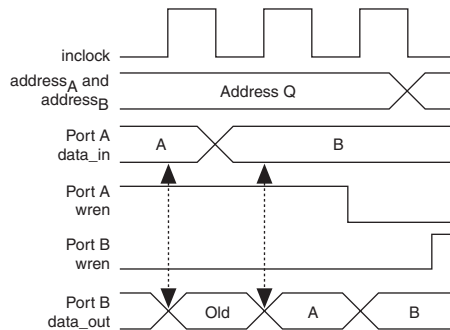 inclock
addressA and
addressB
Address Q
Port A
data_in
A
B
Port A
wren
Port B
wren
Port B
data_out
Old
A
B